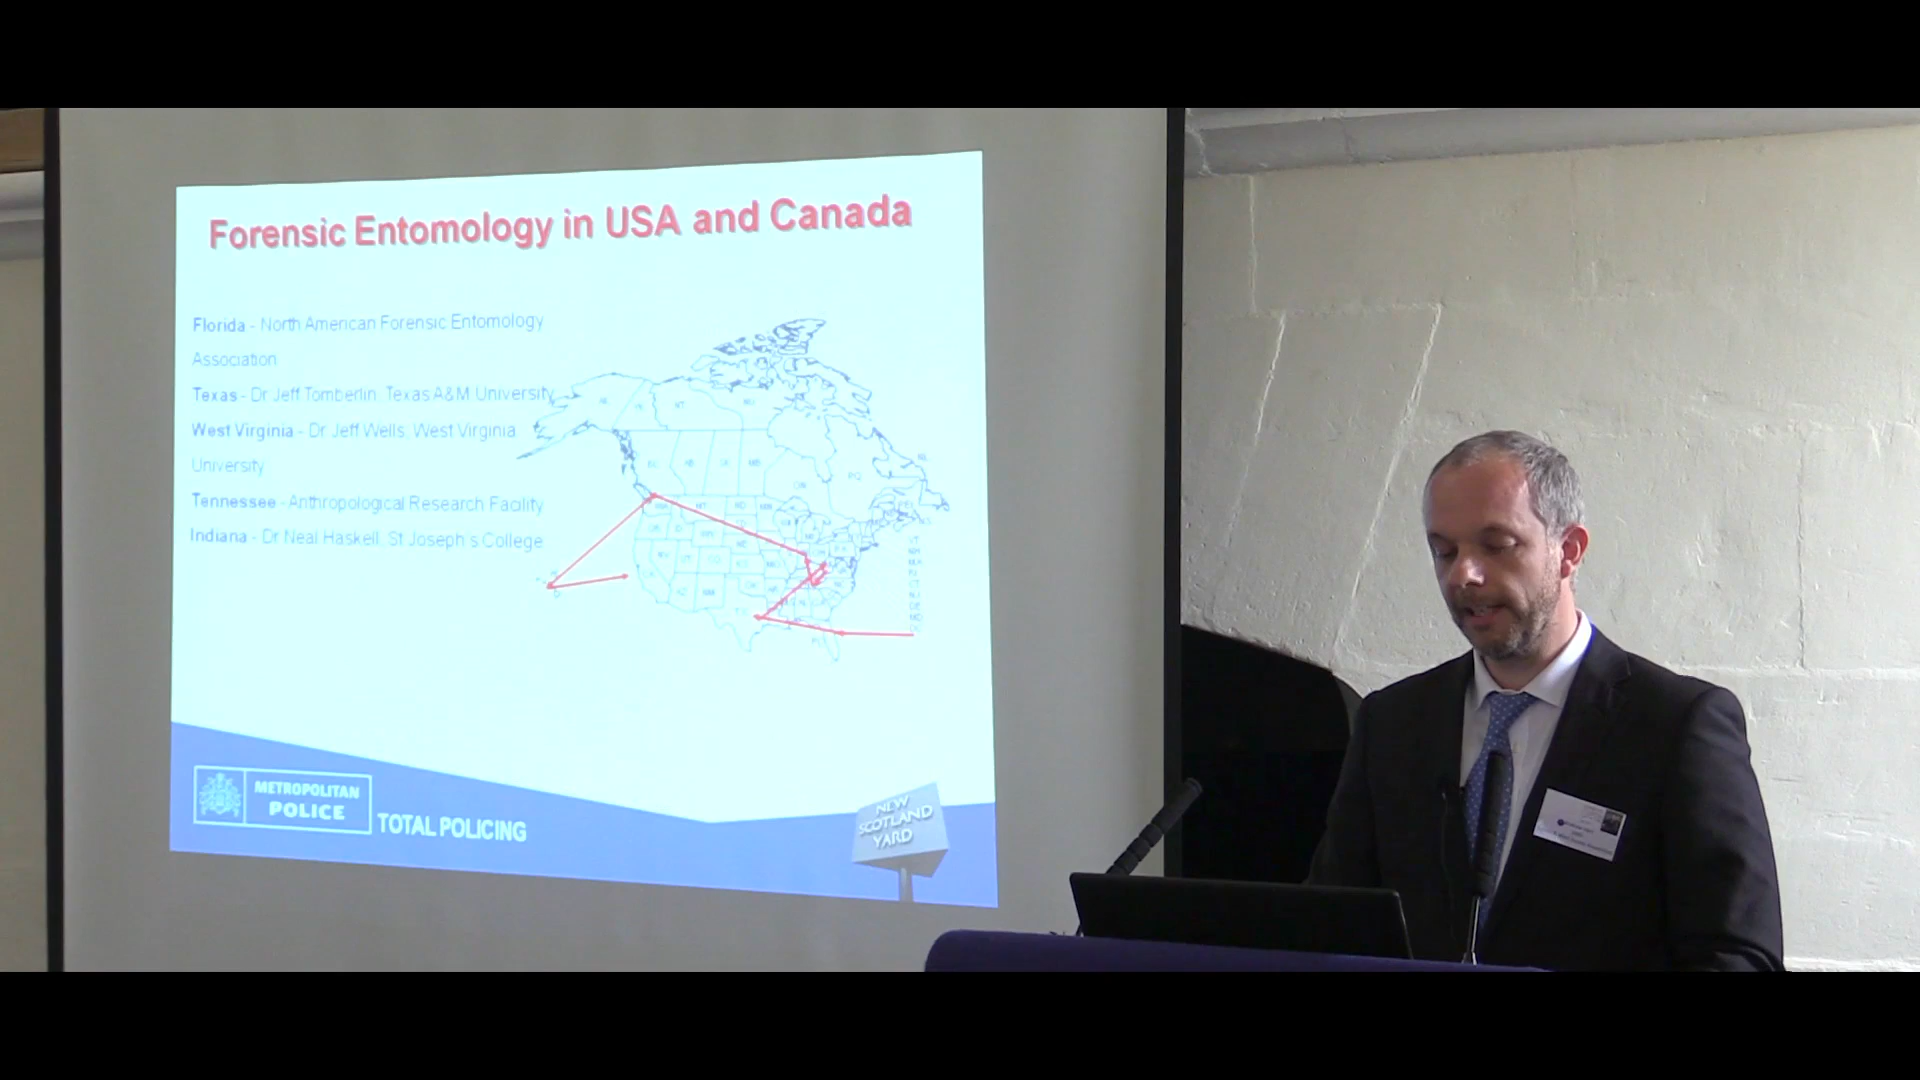 Forensic Entomology in USA and Canada
Florida - North American Forensic Entomology
Association
Texas - Dr Jeff Tomberlin, Texas A&M University
West Virginia - Dr Jeff Wells, West Virginia
University
Tennessee - Anthropological Research Facility
Indiana - Dr Neal Haskell, St Joseph s College
METROPOLITAN
POLICE
TOTAL POLICING
NEW
SCOTLAND
YARD